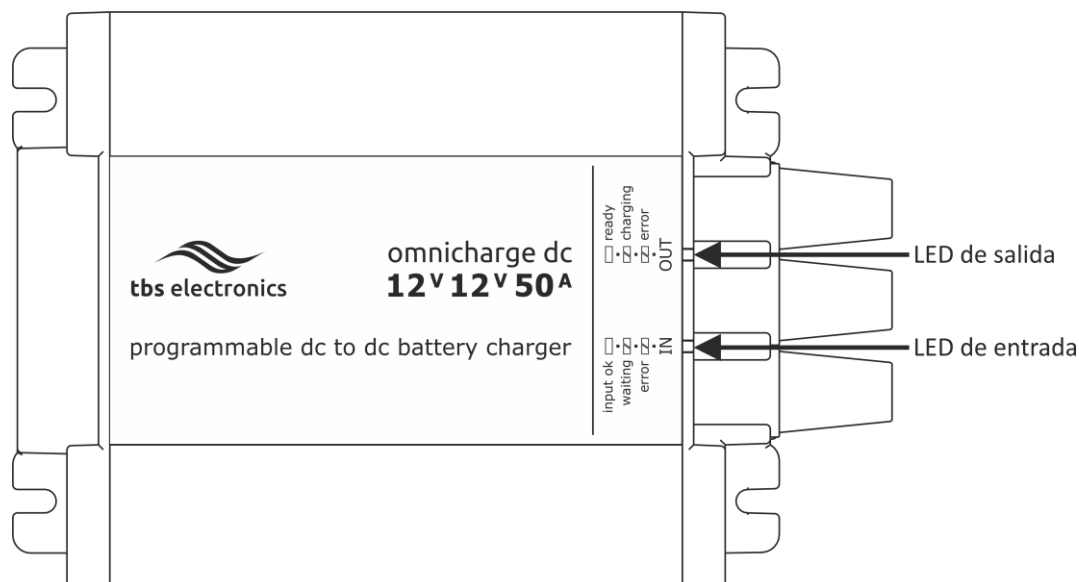 tbs electronics
omnicharge dc
12V 12V 50A
programmable dc to dc battery charger
ready
charging
error
OUT
input ok
waiting
error
IN
LED de salida
LED de entrada